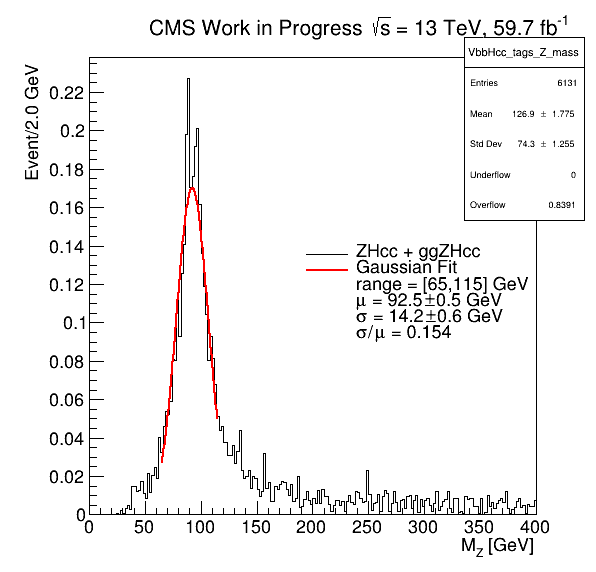 CMS Work in Progress √s = 13 TeV, 59.7 fb⁻¹
VbbHcc_tags_Z_mass
Entries 6131
Mean 126.9 ± 1.775
Std Dev 74.3 ± 1.255
Underflow 0
Overflow 0.8391
Event/2.0 GeV
0.22
0.2
0.18
0.16
0.14
0.12
0.1
0.08
0.06
0.04
0.02
0
ZHcc + ggZHcc
Gaussian Fit
range = [65,115] GeV
μ = 92.5±0.5 GeV
σ = 14.2±0.6 GeV
σ/μ = 0.154
0 50 100 150 200 250 300 350 400
M_Z [GeV]